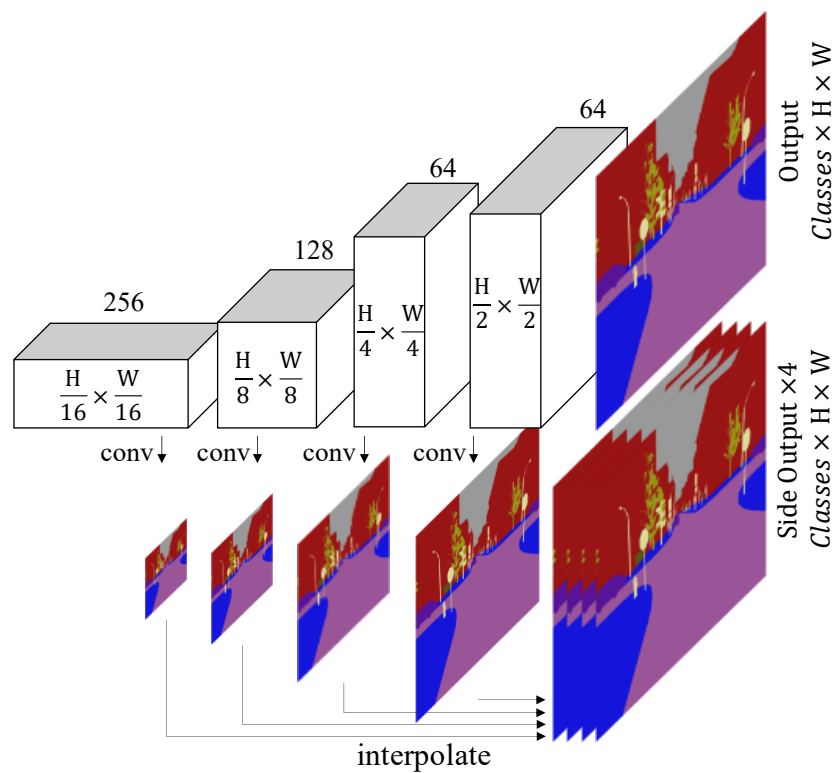 64
64
128
256
H/2 × W/2
H/4 × W/4
H/8 × W/8
H/16 × W/16
conv
conv
conv
conv
interpolate
Output
Classes × H × W
Side Output ×4
Classes × H × W